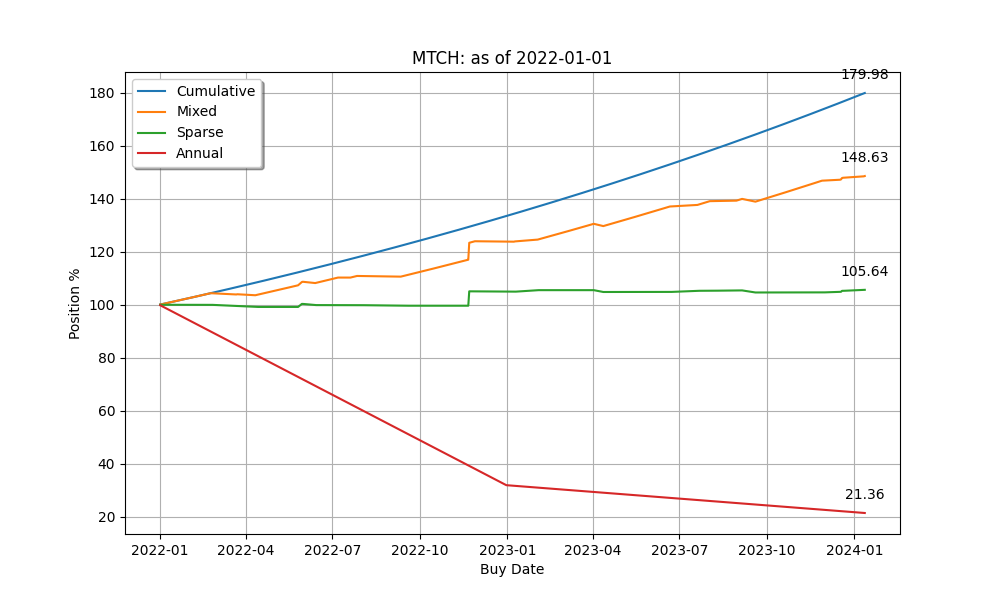 MTCH: as of 2022-01-01
179.98
180
Cumulative
Mixed
Sparse
Annual
160
148.63
140
120
105.64
100
Position %
80
60
40
21.36
20
2022-01 2022-04 2022-07 2022-10 2023-01 2023-04 2023-07 2023-10 2024-01
Buy Date